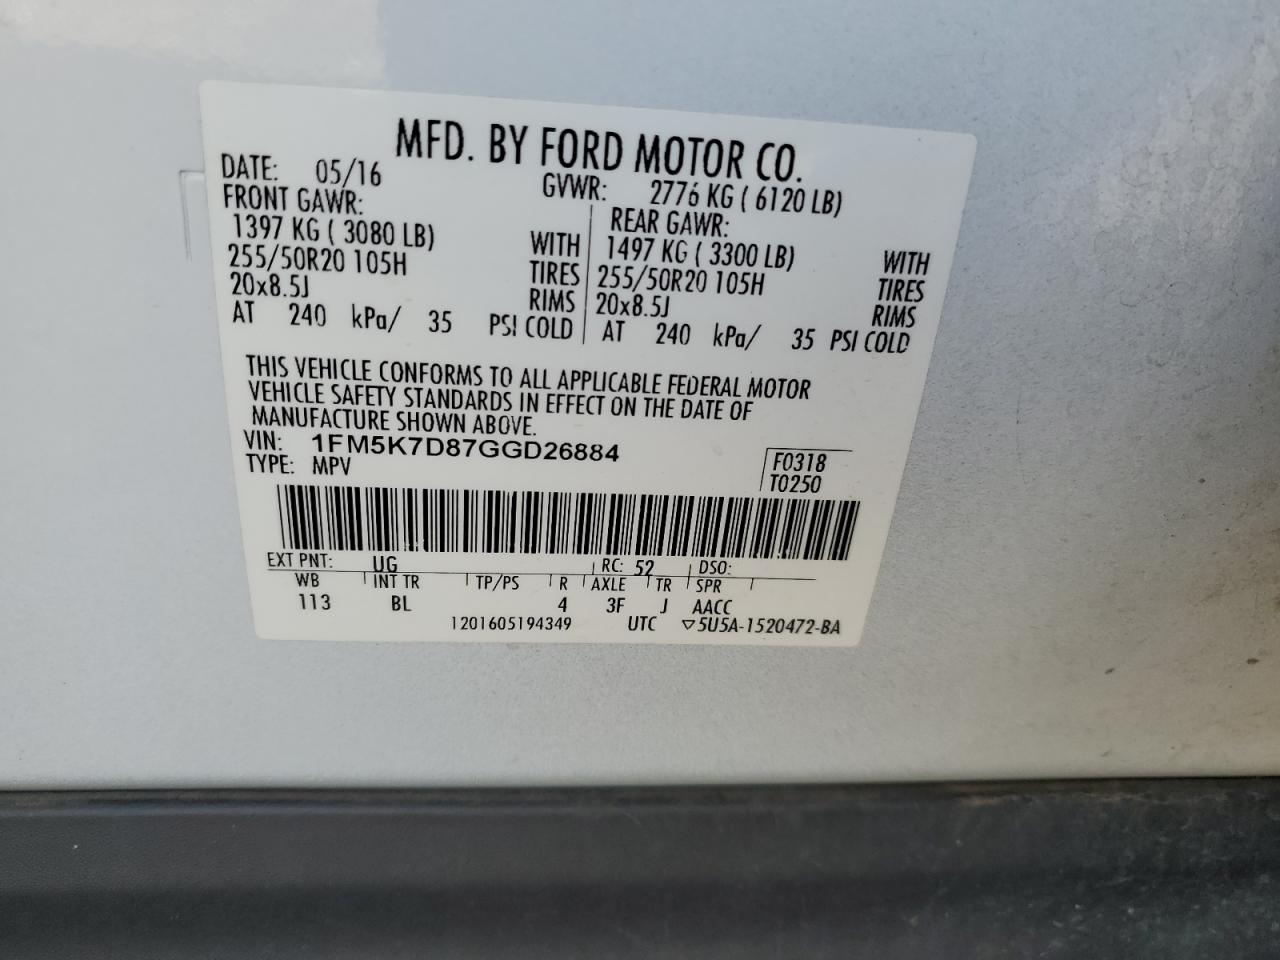 MFD. BY FORD MOTOR CO.
DATE: 05/16 GVWR: 2776 KG ( 6120 LB)
FRONT GAWR: REAR GAWR:
1397 KG ( 3080 LB) WITH 1497 KG ( 3300 LB) WITH
255/50R20 105H TIRES 255/50R20 105H TIRES
20x8.5J RIMS 20x8.5J RIMS
AT 240 kPa/ 35 PSI COLD AT 240 kPa/ 35 PSI COLD
THIS VEHICLE CONFORMS TO ALL APPLICABLE FEDERAL MOTOR
VEHICLE SAFETY STANDARDS IN EFFECT ON THE DATE OF
MANUFACTURE SHOWN ABOVE.
VIN: 1FM5K7D87GGD26884 F0318
TYPE: MPV T0250
EXT PNT: UG RC: 52 DSO:
WB INT TR TP/PS R AXLE TR SPR
113 BL 4 3F J AACC
1201605194349 UTC ▽5U5A-1520472-BA